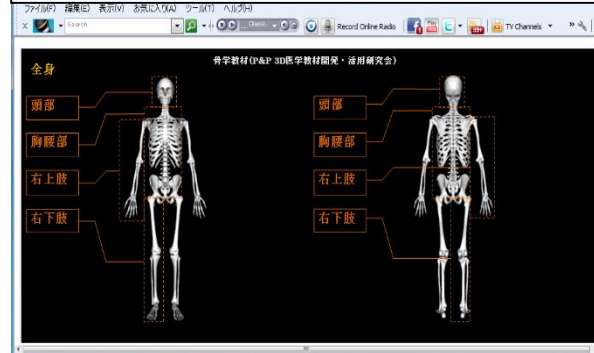 ファイル(F) 編集(E) 表示(V) お気に入り(A) ツール(T) ヘルプ(H)
x Search Record Online Radio 99+ TV Channels »
骨学教材(P&P 3D医学教材開発・活用研究会)
全身
頭部
胸腰部
右上肢
右下肢
頭部
胸腰部
右上肢
右下肢